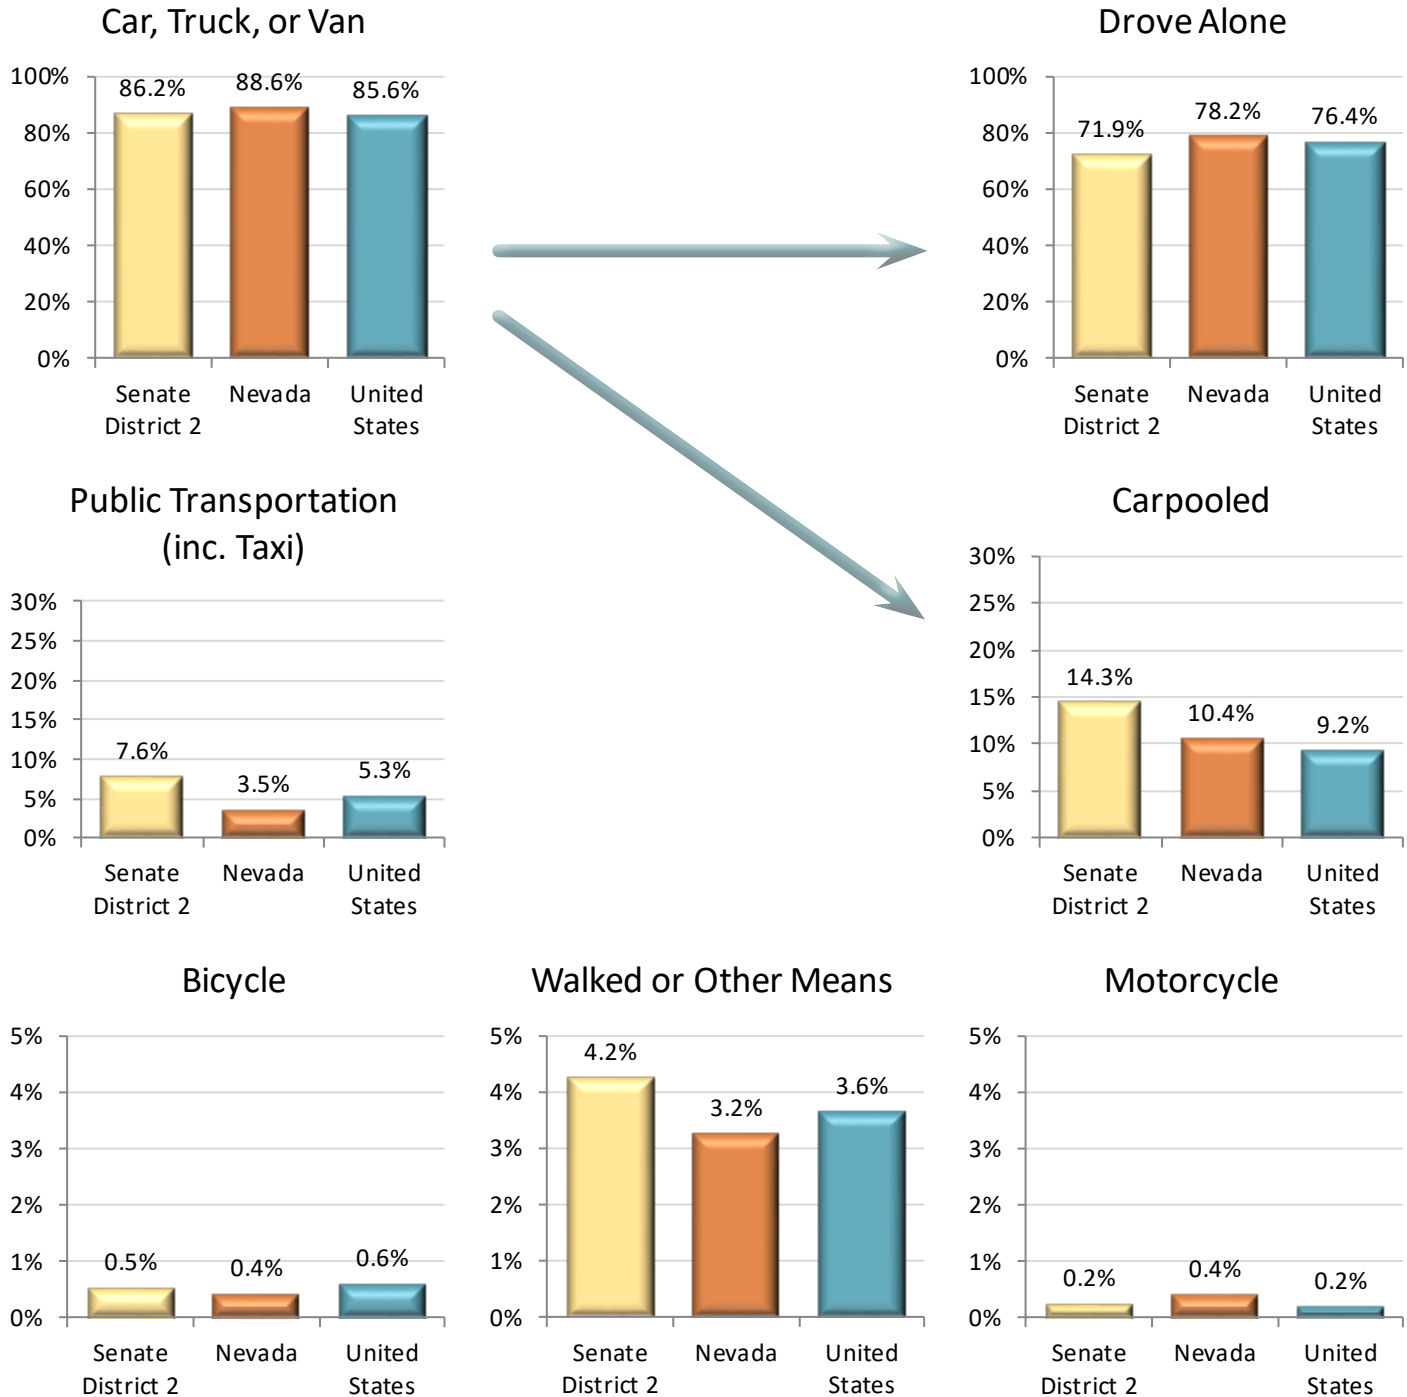 Car, Truck, or Van
100%
80%
60%
40%
20%
0%
86.2%
88.6%
85.6%
Senate
District 2
Nevada
United
States
Drove Alone
100%
80%
60%
40%
20%
0%
71.9%
78.2%
76.4%
Senate
District 2
Nevada
United
States
Public Transportation
(inc. Taxi)
30%
25%
20%
15%
10%
5%
0%
7.6%
3.5%
5.3%
Senate
District 2
Nevada
United
States
Carpooled
30%
25%
20%
15%
10%
5%
0%
14.3%
10.4%
9.2%
Senate
District 2
Nevada
United
States
Bicycle
5%
4%
3%
2%
1%
0%
0.5%
0.4%
0.6%
Senate
District 2
Nevada
United
States
Walked or Other Means
5%
4%
3%
2%
1%
0%
4.2%
3.2%
3.6%
Senate
District 2
Nevada
United
States
Motorcycle
5%
4%
3%
2%
1%
0%
0.2%
0.4%
0.2%
Senate
District 2
Nevada
United
States